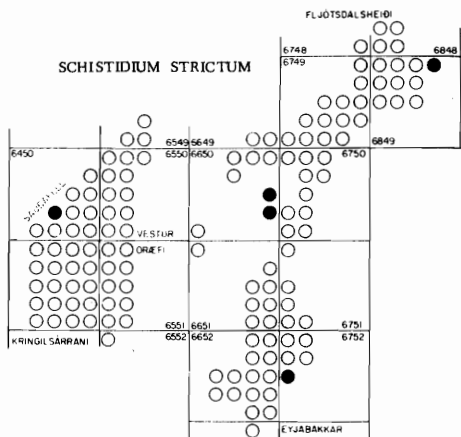 FLJÓTSDALSHEIÐI
6748 6848
6749
SCHISTIDIUM STRICTUM
6549 6649 6849
6450 6550 6650 6750
VESTUR
ÖRÆFI
6551 6651 6751
KRINGILSÁRRANI 6552 6652 6752
EYJABAKKAR